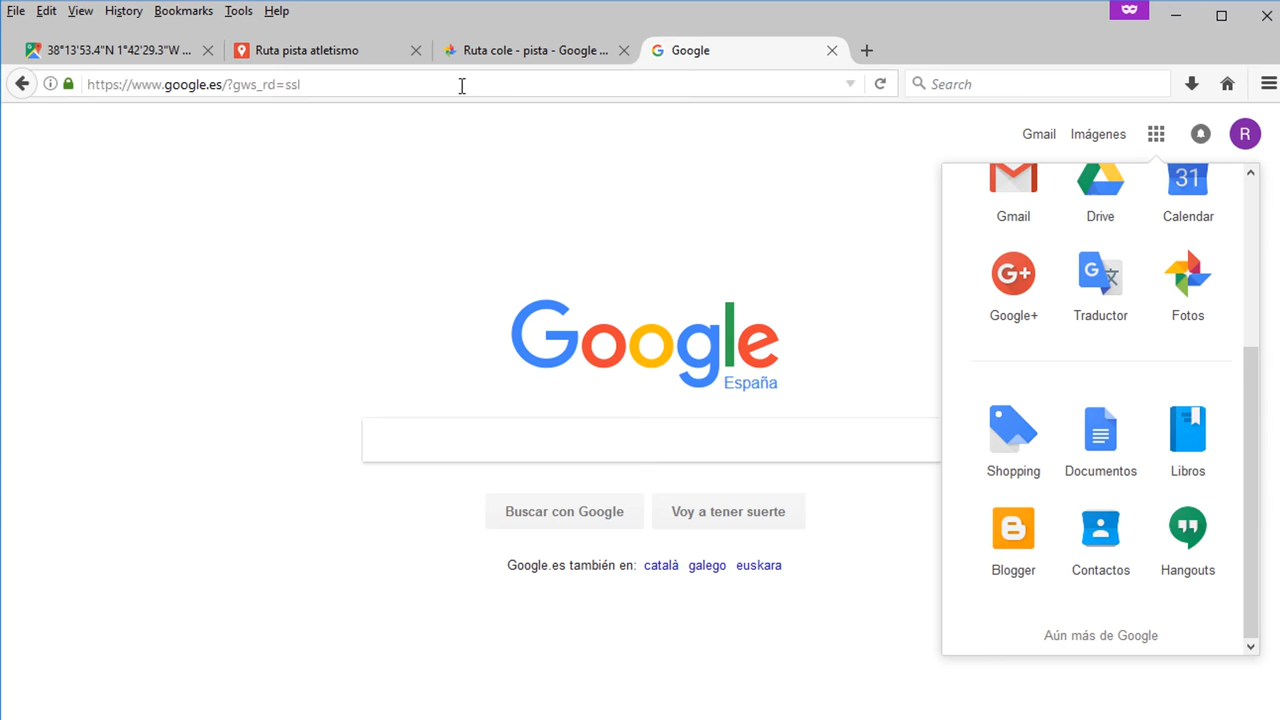 File Edit View History Bookmarks Tools Help
38°13'53.4"N 1°42'29.3"W ... Ruta pista atletismo Ruta cole - pista - Google ... Google
https://www.google.es/?gws_rd=ssl Search
Gmail Imágenes R
31
Gmail Drive Calendar
G+ G
Google+ Traductor Fotos
Google
España
Shopping Documentos Libros
Buscar con Google Voy a tener suerte
Blogger Contactos Hangouts
Google.es también en: català galego euskara
Aún más de Google